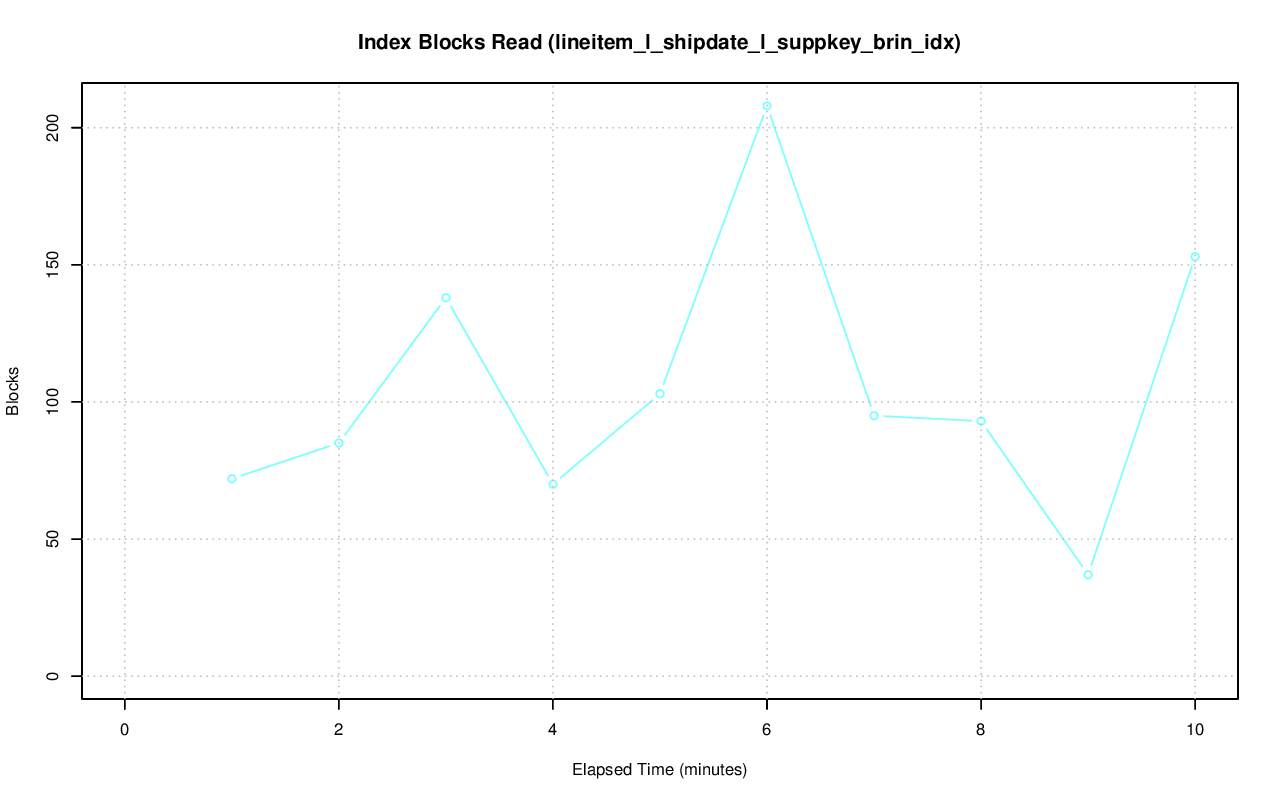 Index Blocks Read (lineitem_l_shipdate_l_suppkey_brin_idx)
Blocks
200
150
100
50
0
0 2 4 6 8 10
Elapsed Time (minutes)